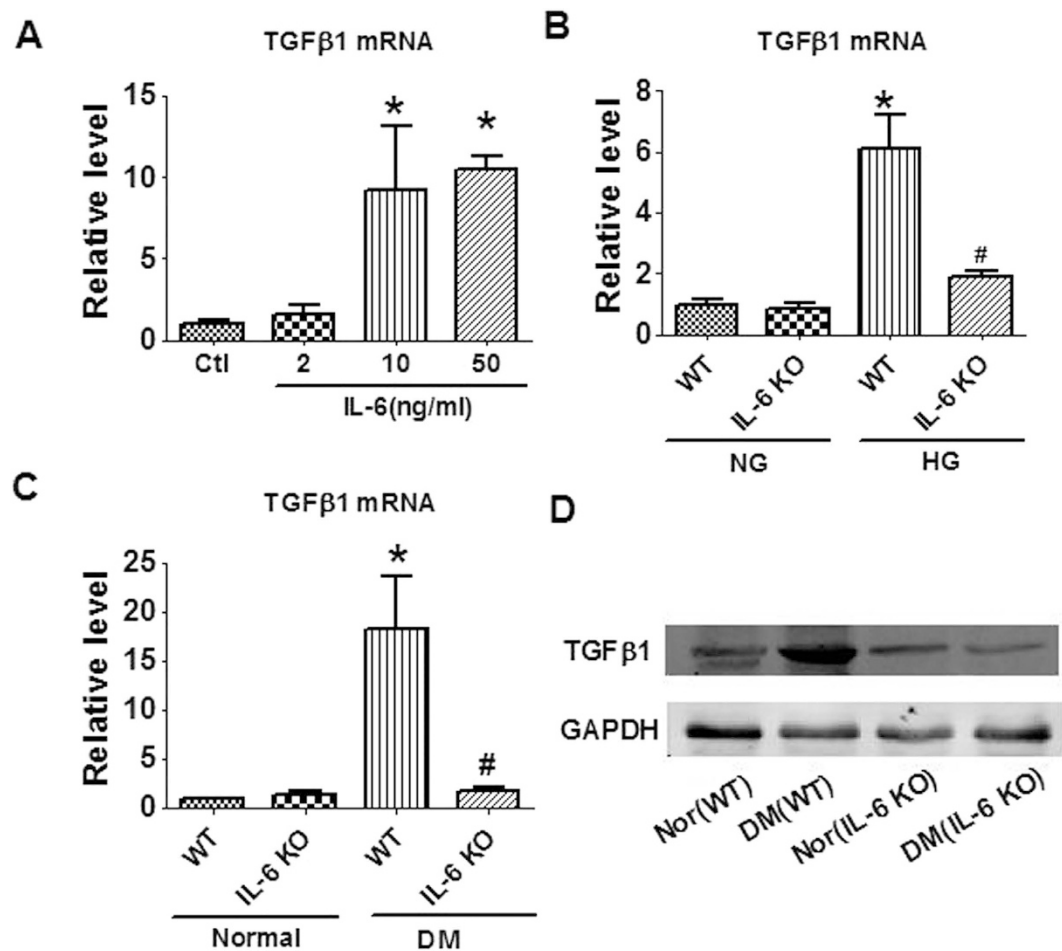 A
TGFβ1 mRNA
Relative level
15
10
5
0
*
*
Ctl 2 10 50
IL-6(ng/ml)
B
TGFβ1 mRNA
Relative level
8
6
4
2
0
*
#
WT IL-6 KO WT IL-6 KO
NG HG
C
TGFβ1 mRNA
Relative level
25
20
15
10
5
0
*
#
WT IL-6 KO WT IL-6 KO
Normal DM
D
TGFβ1
GAPDH
Nor(WT) DM(WT) Nor(IL-6 KO) DM(IL-6 KO)